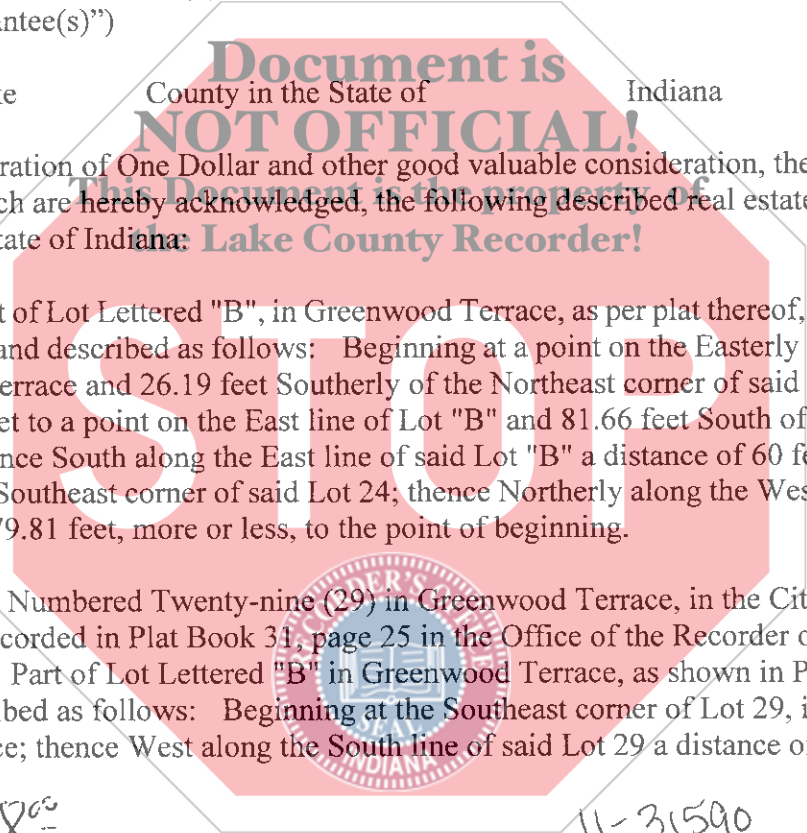 antee(s)”)
Document is
County in the State of Indiana
NOT OFFICIAL!
ration of One Dollar and other good valuable consideration, the
This Document is the property of
ch are hereby acknowledged, the following described real estate
tate of Indiana:
the Lake County Recorder!
t of Lot Lettered "B", in Greenwood Terrace, as per plat thereof,
and described as follows: Beginning at a point on the Easterly
errace and 26.19 feet Southerly of the Northeast corner of said
et to a point on the East line of Lot "B" and 81.66 feet South of
nce South along the East line of said Lot "B" a distance of 60 fe
Southeast corner of said Lot 24; thence Northerly along the Wes
79.81 feet, more or less, to the point of beginning.
STOP
Numbered Twenty-nine (29) in Greenwood Terrace, in the Cit
corded in Plat Book 31, page 25 in the Office of the Recorder o
Part of Lot Lettered "B" in Greenwood Terrace, as shown in P
ibed as follows: Beginning at the Southeast corner of Lot 29, i
ce; thence West along the South line of said Lot 29 a distance o
SEAL
INDIANA
11-31590